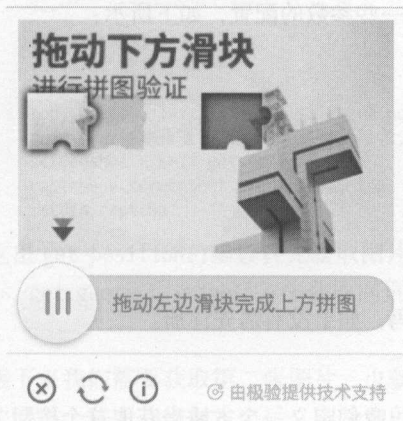 拖动下方滑块
进行拼图验证
拖动左边滑块完成上方拼图
由极验提供技术支持